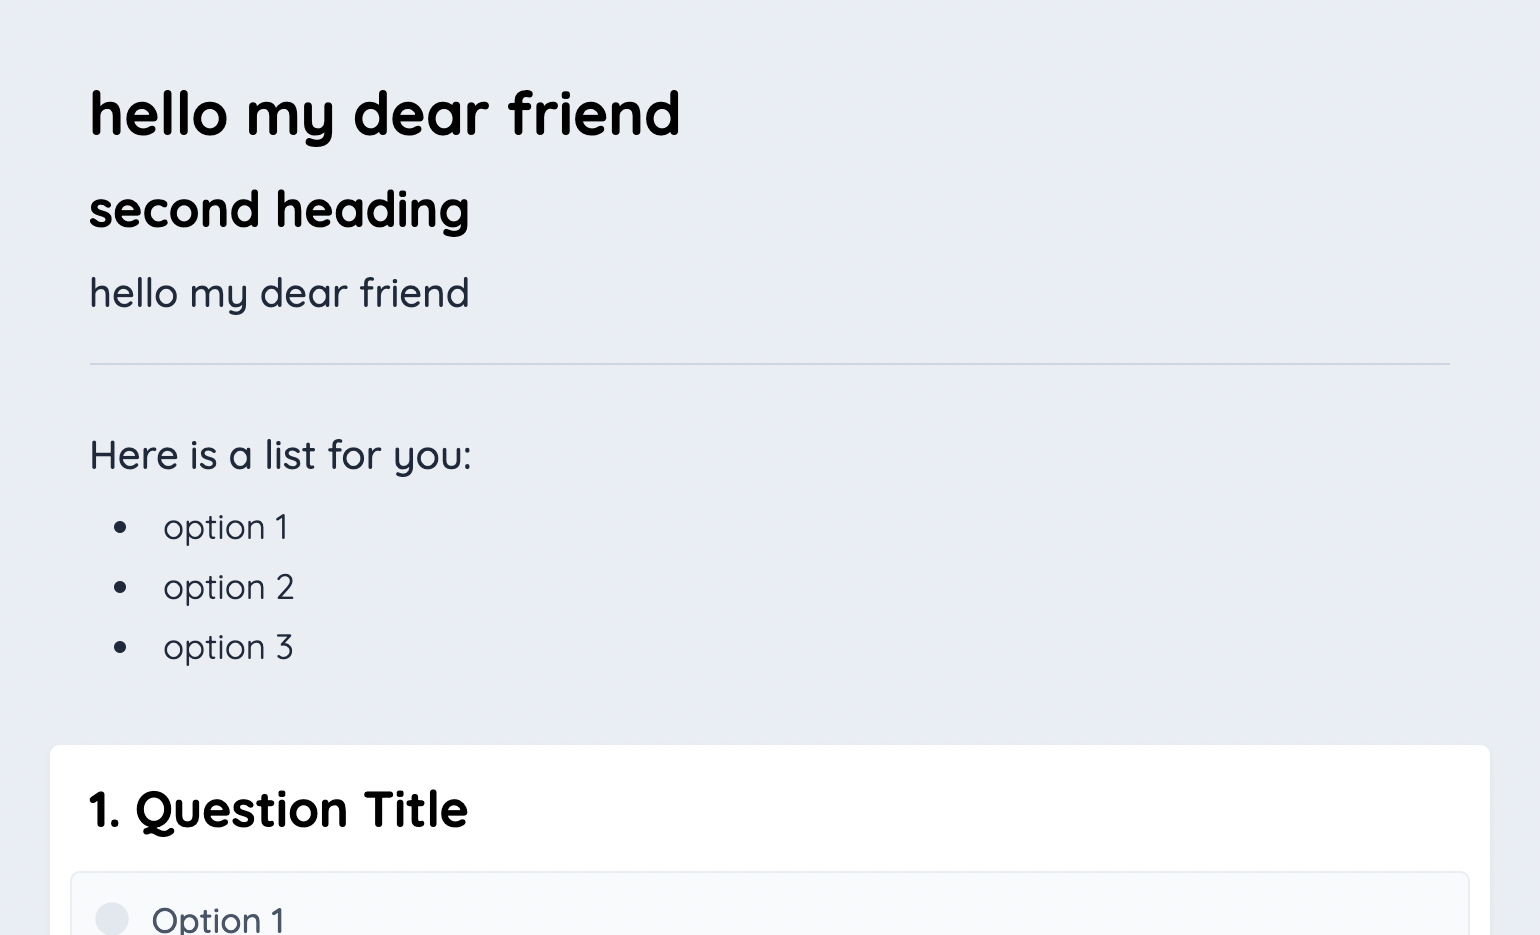 hello my dear friend
second heading
hello my dear friend
Here is a list for you:
• option 1
• option 2
• option 3
1. Question Title
Option 1